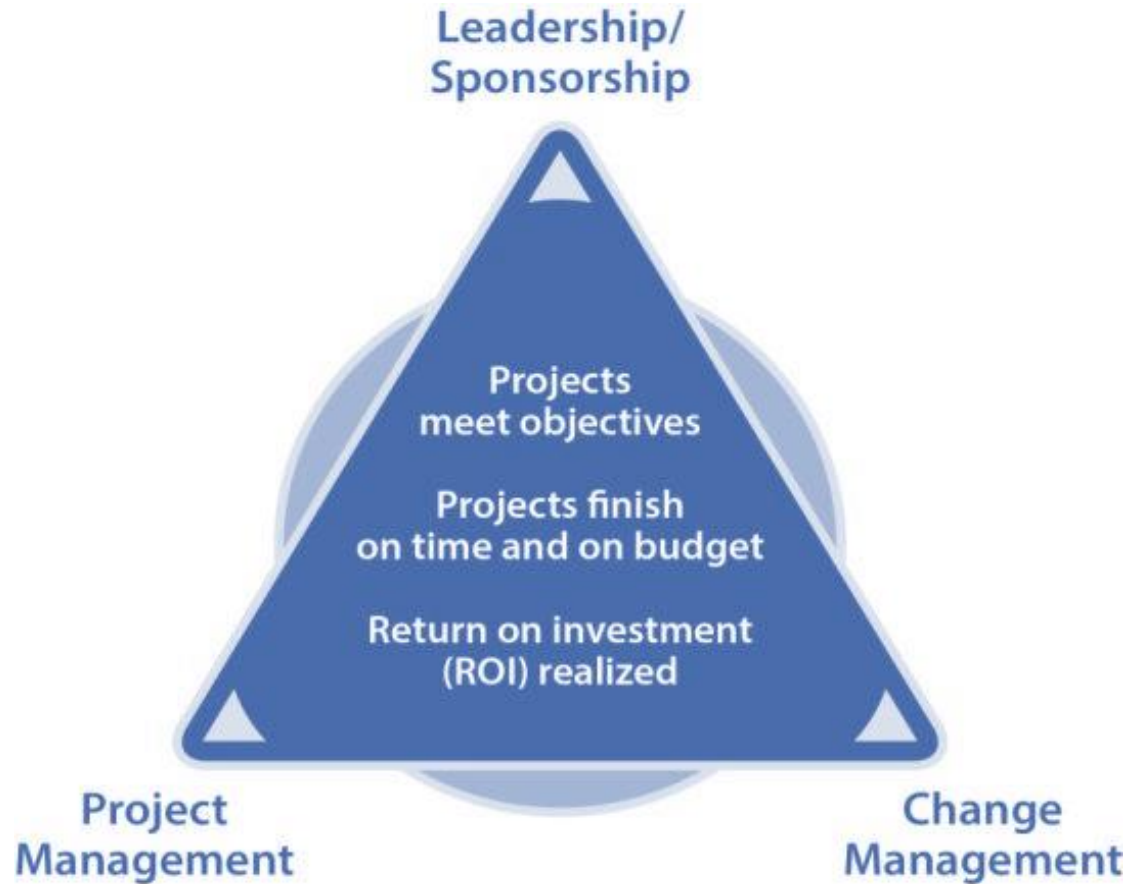 Leadership/
Sponsorship
Projects
meet objectives
Projects finish
on time and on budget
Return on investment
(ROI) realized
Project
Management
Change
Management